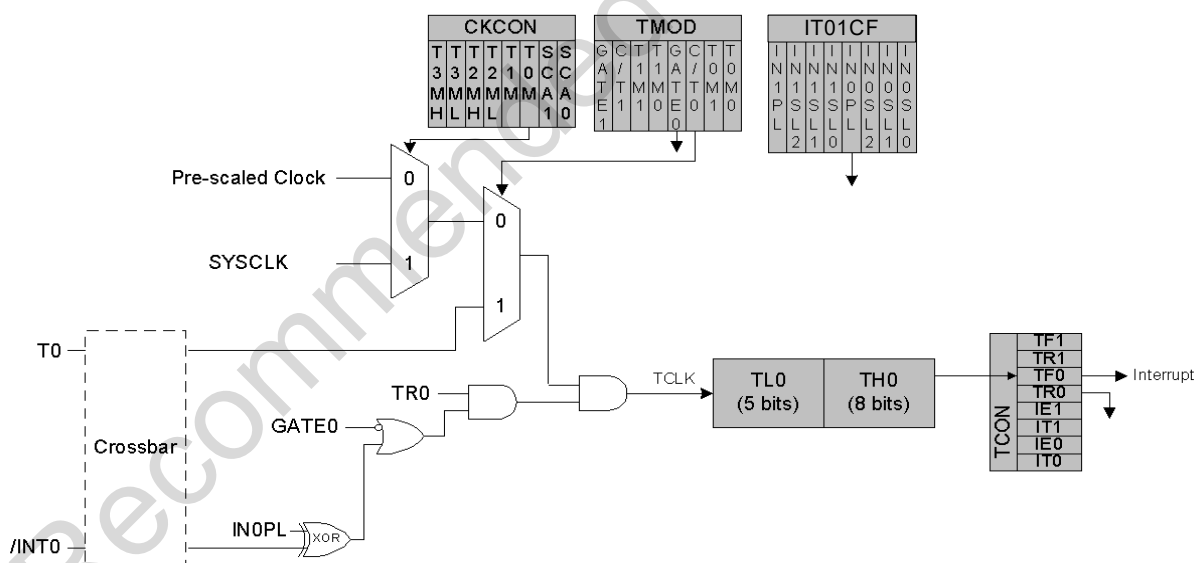 CKCON
T3MH T3ML T2MH T2ML T1M T0M SCA1 SCA0
TMOD
GATE1 C/T1 T1M1 T1M0 GATE0 C/T0 T0M1 T0M0
IT01CF
IN1PL IN1SL2 IN1SL1 IN1SL0 IN0PL IN0SL2 IN0SL1 IN0SL0
Pre-scaled Clock
0
SYSCLK
1
0
1
T0
Crossbar
TR0
GATE0
IN0PL
XOR
/INT0
TCLK
TL0
(5 bits)
TH0
(8 bits)
TCON
TF1
TR1
TF0
TR0
IE1
IT1
IE0
IT0
Interrupt
Recommended